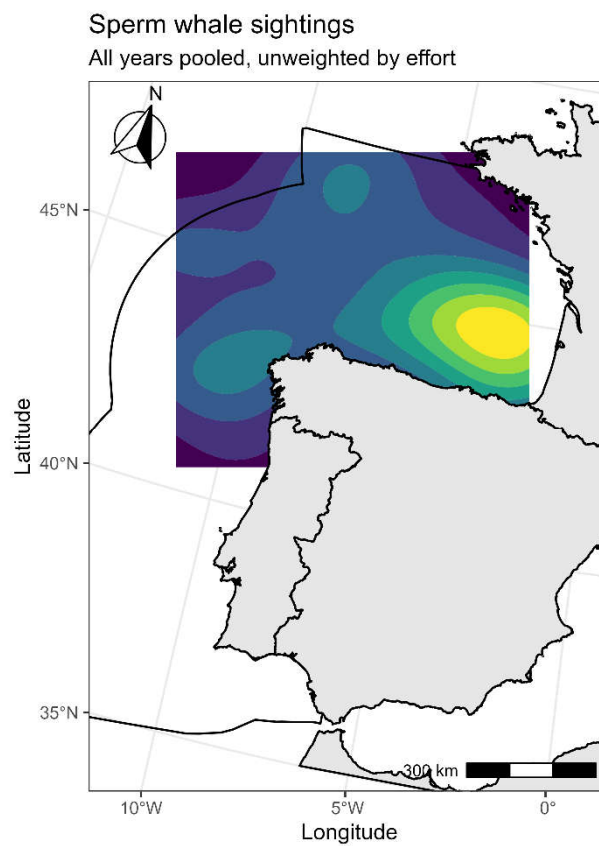 Sperm whale sightings
All years pooled, unweighted by effort
N
45°N
40°N
35°N
Latitude
300 km
10°W
5°W
0°
Longitude